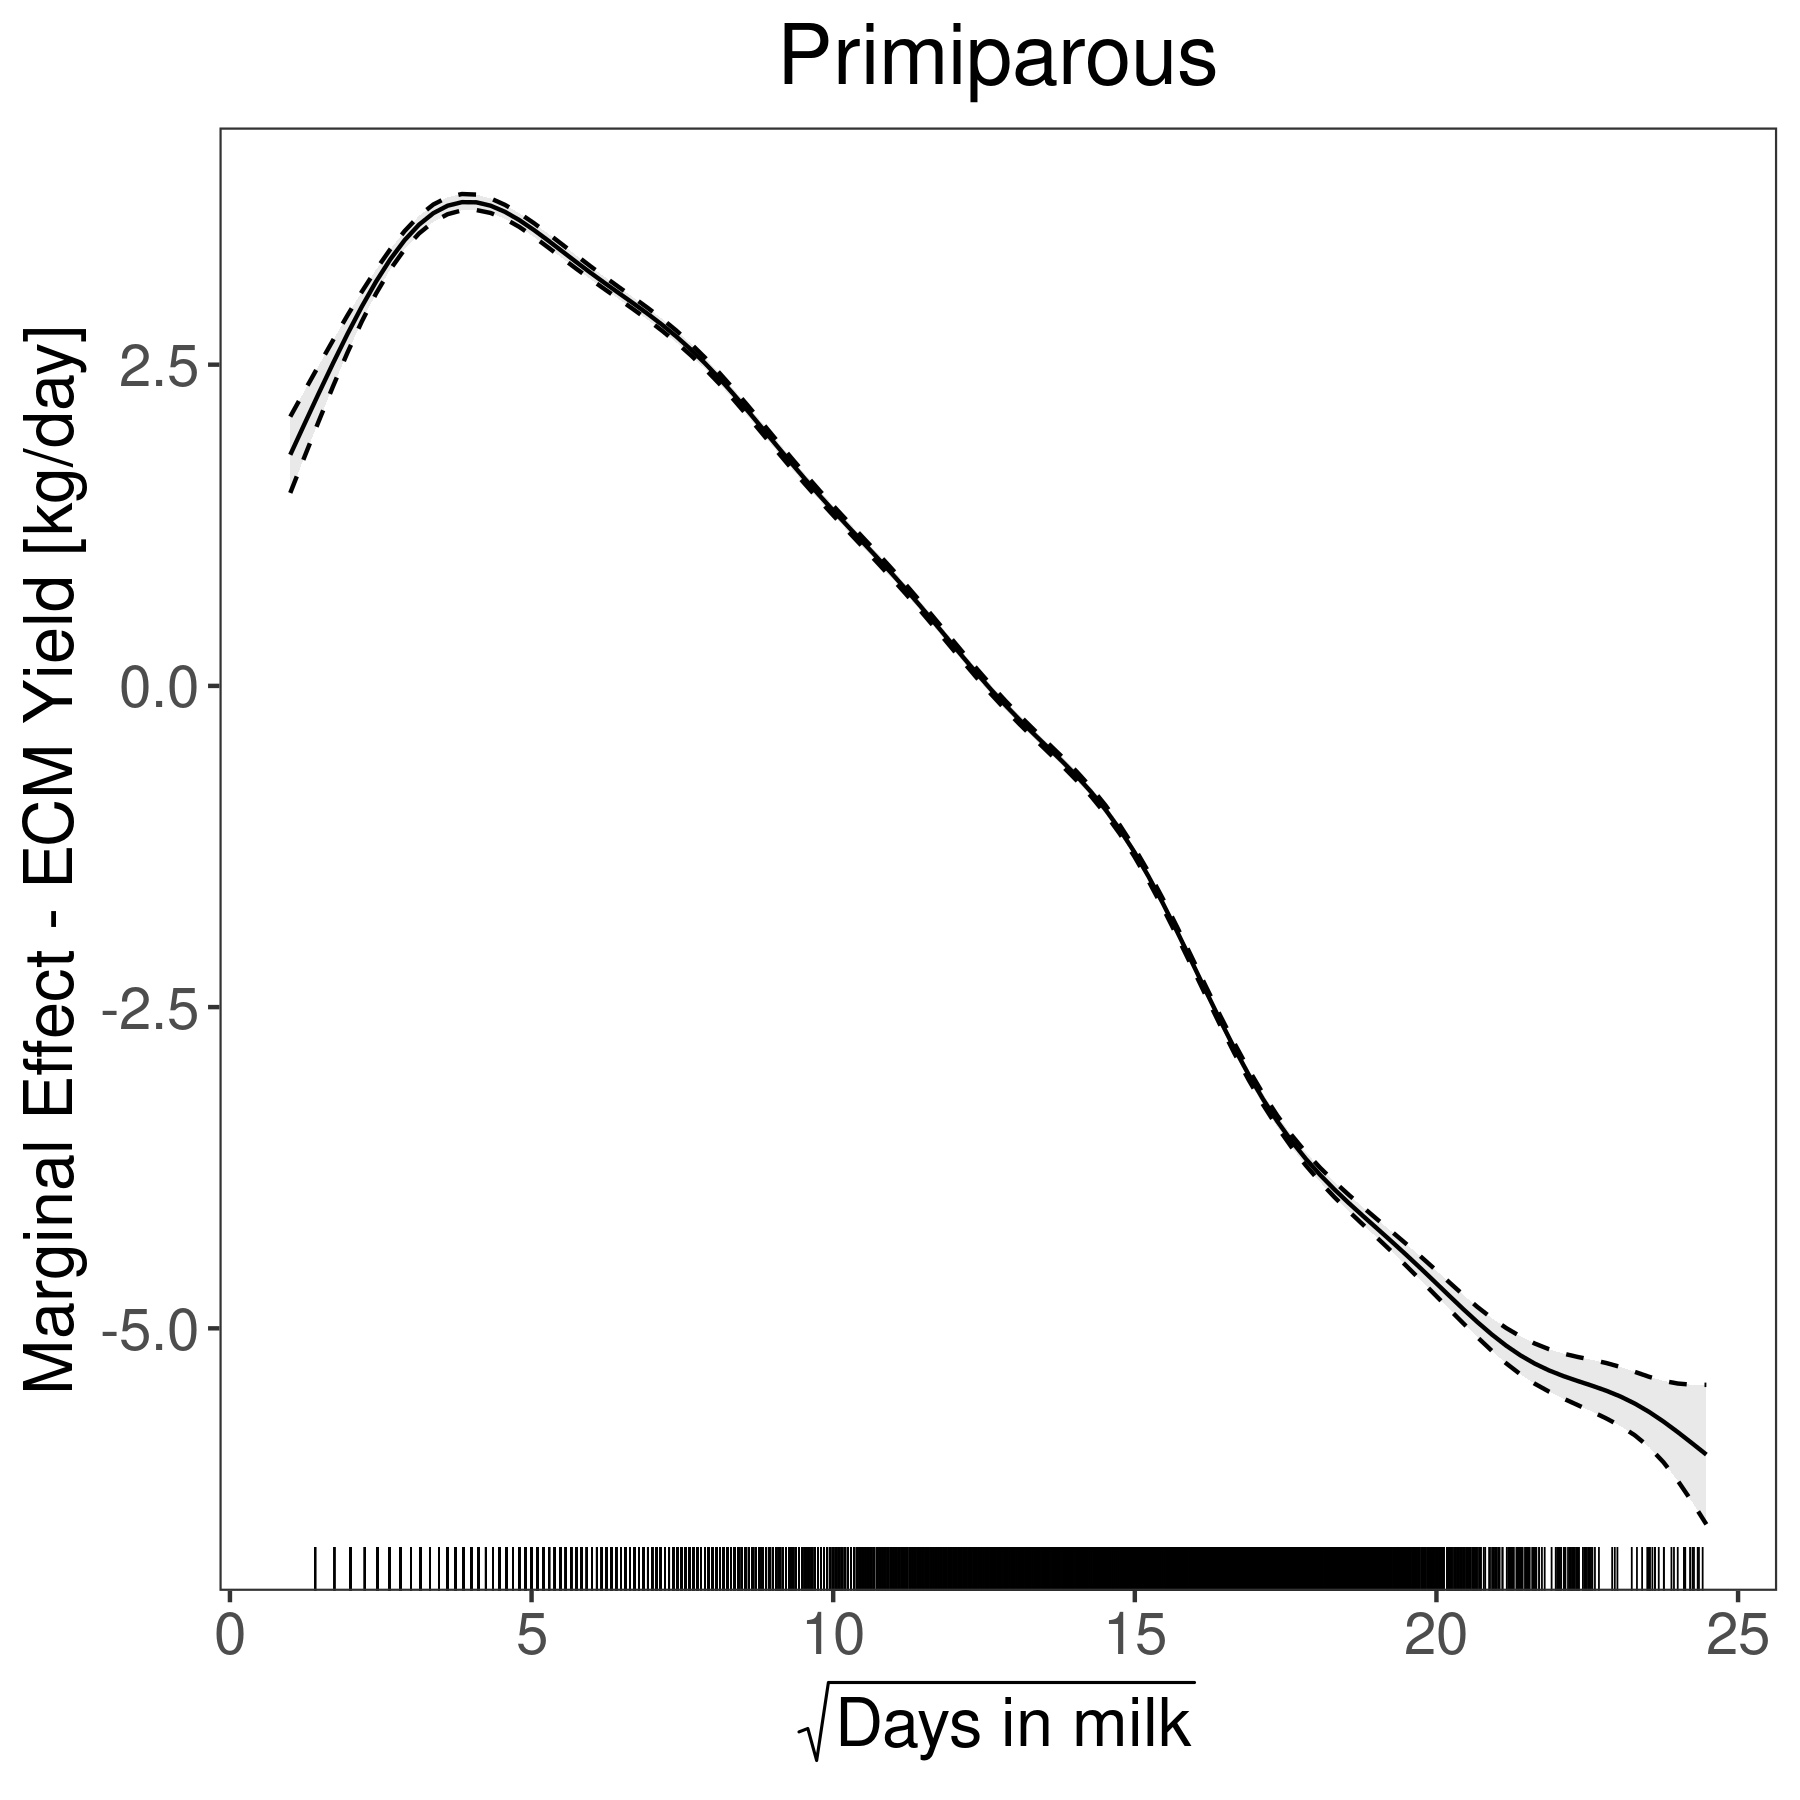 Primiparous
Marginal Effect - ECM Yield [kg/day]
2.5
0.0
-2.5
-5.0
0 5 10 15 20 25
√Days in milk